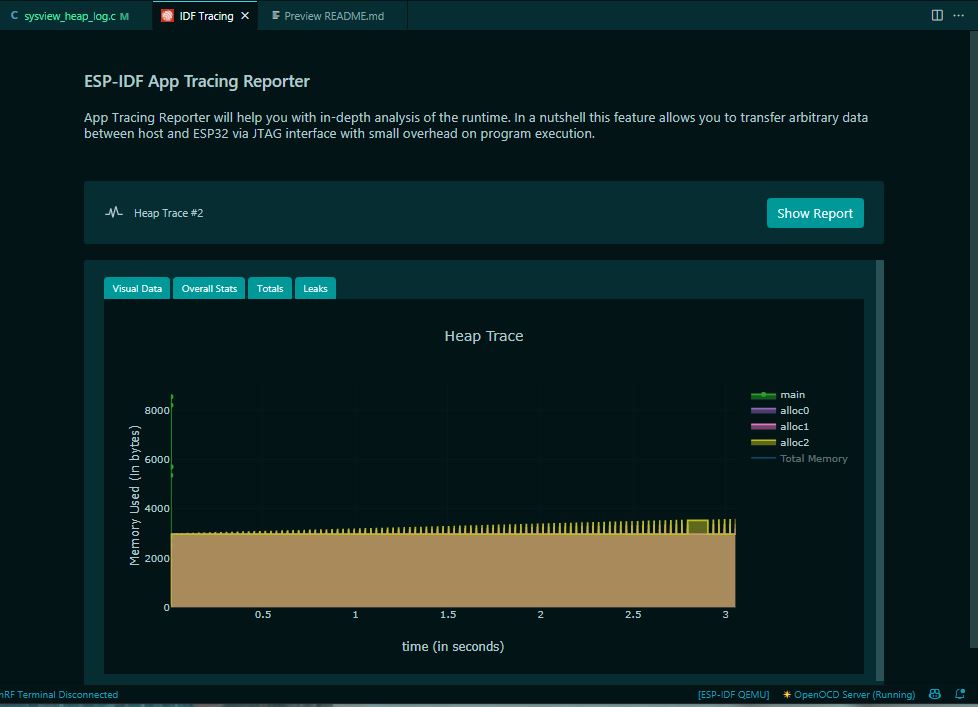 C sysview_heap_log.c M
IDF Tracing
Preview README.md
ESP-IDF App Tracing Reporter
App Tracing Reporter will help you with in-depth analysis of the runtime. In a nutshell this feature allows you to transfer arbitrary data
between host and ESP32 via JTAG interface with small overhead on program execution.
Heap Trace #2
Show Report
Visual Data
Overall Stats
Totals
Leaks
Heap Trace
Memory Used (In bytes)
8000
6000
4000
2000
0
0.5
1
1.5
2
2.5
3
time (in seconds)
main
alloc0
alloc1
alloc2
Total Memory
nRF Terminal Disconnected
[ESP-IDF QEMU]
OpenOCD Server (Running)